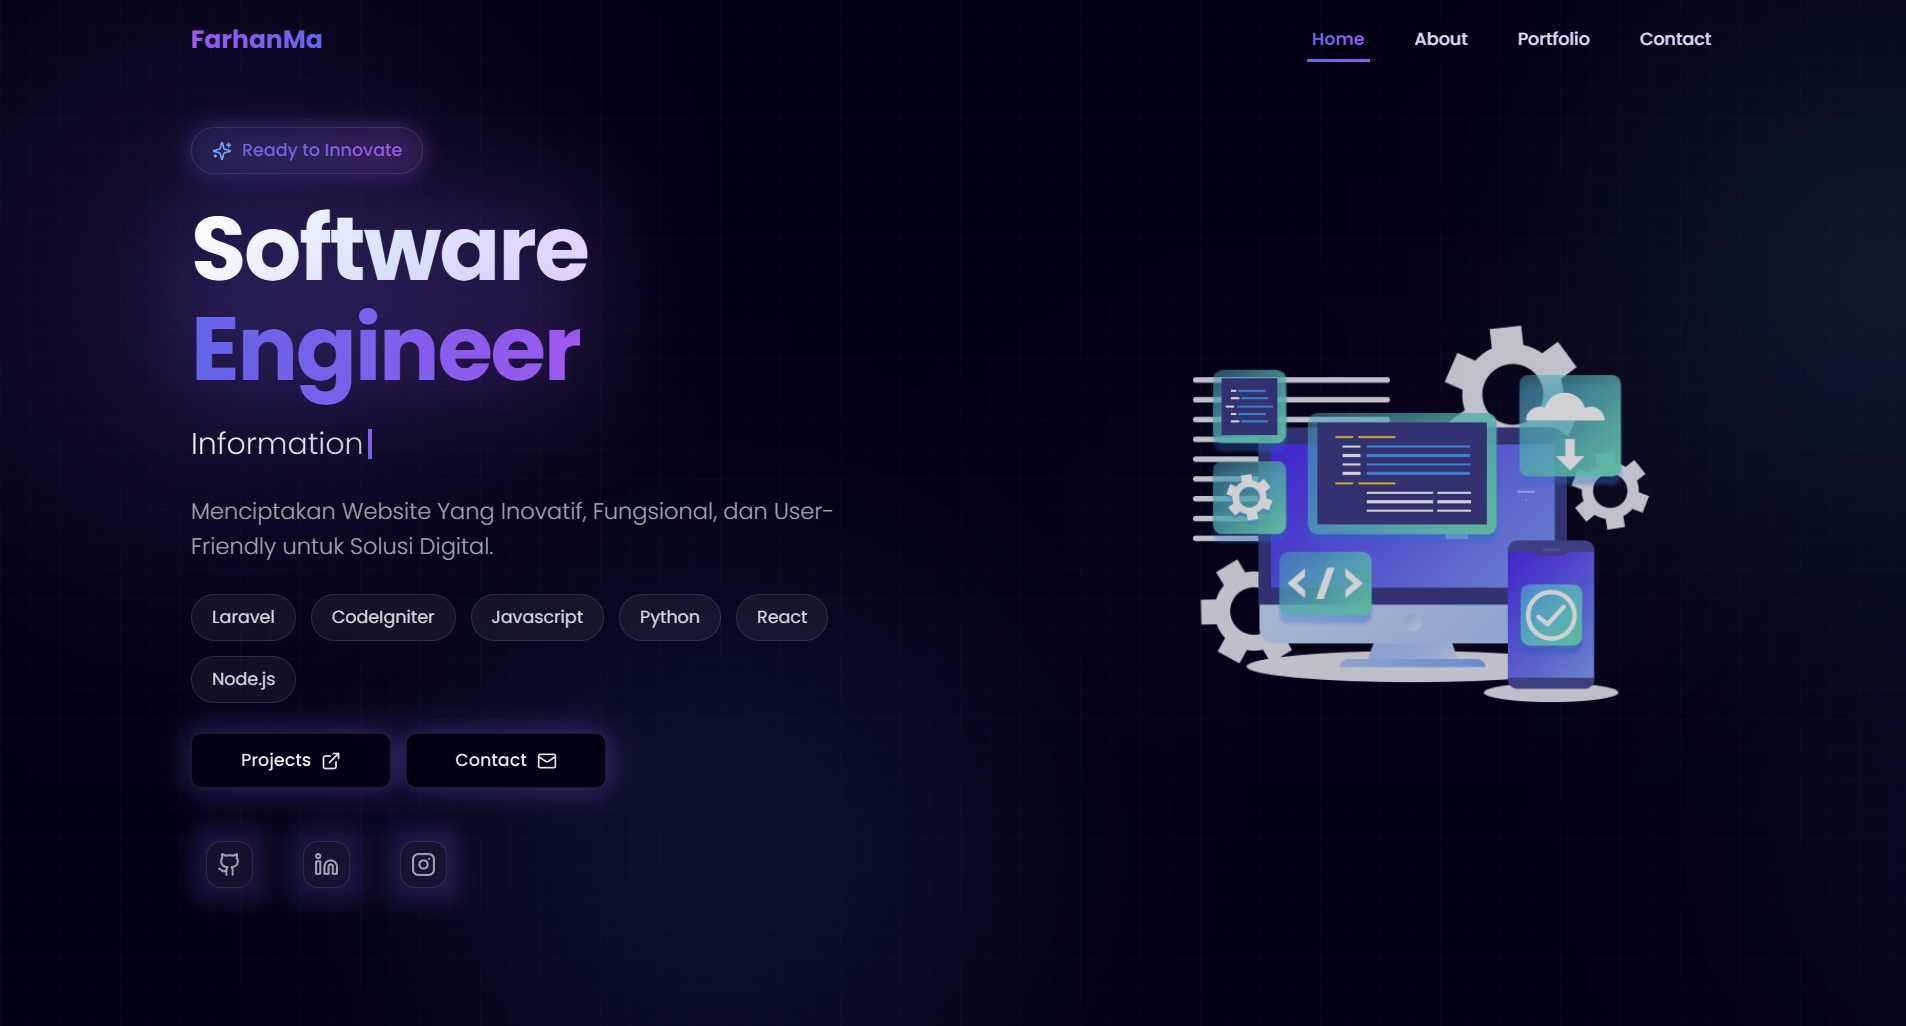 FarhanMa
Home About Portfolio Contact
Ready to Innovate
Software
Engineer
Information
Menciptakan Website Yang Inovatif, Fungsional, dan User-
Friendly untuk Solusi Digital.
Laravel CodeIgniter Javascript Python React
Node.js
Projects Contact